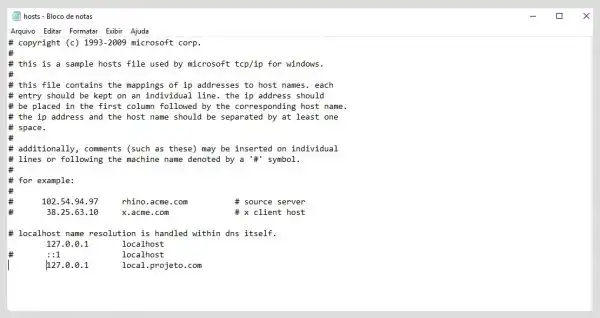 hosts - Bloco de notas
Arquivo Editar Formatar Exibir Ajuda
# copyright (c) 1993-2009 microsoft corp.
#
# this is a sample hosts file used by microsoft tcp/ip for windows.
#
# this file contains the mappings of ip addresses to host names. each
# entry should be kept on an individual line. the ip address should
# be placed in the first column followed by the corresponding host name.
# the ip address and the host name should be separated by at least one
# space.
#
# additionally, comments (such as these) may be inserted on individual
# lines or following the machine name denoted by a '#' symbol.
#
# for example:
#
# 102.54.94.97 rhino.acme.com # source server
# 38.25.63.10 x.acme.com # x client host

# localhost name resolution is handled within dns itself.
127.0.0.1 localhost
# ::1 localhost
127.0.0.1 local.projeto.com